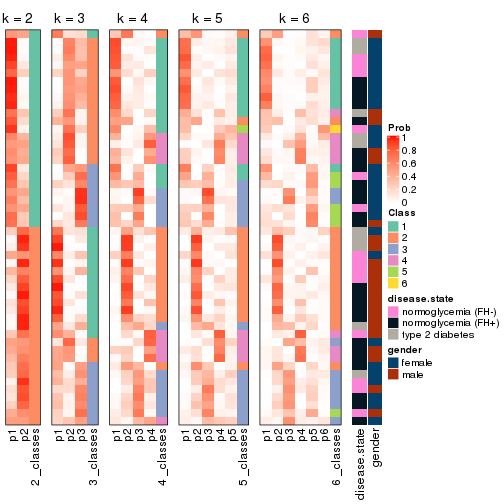 k = 2 k = 3 k = 4 k = 5 k = 6
Prob
1
0.8
0.6
0.4
0.2
0
Class
1
2
3
4
5
6
disease.state
normoglycemia (FH-)
normoglycemia (FH+)
type 2 diabetes
gender
female
male
p1 p2 2_classes p1 p2 p3 3_classes p1 p2 p3 p4 4_classes p1 p2 p3 p4 p5 5_classes p1 p2 p3 p4 p5 p6 6_classes disease.state gender